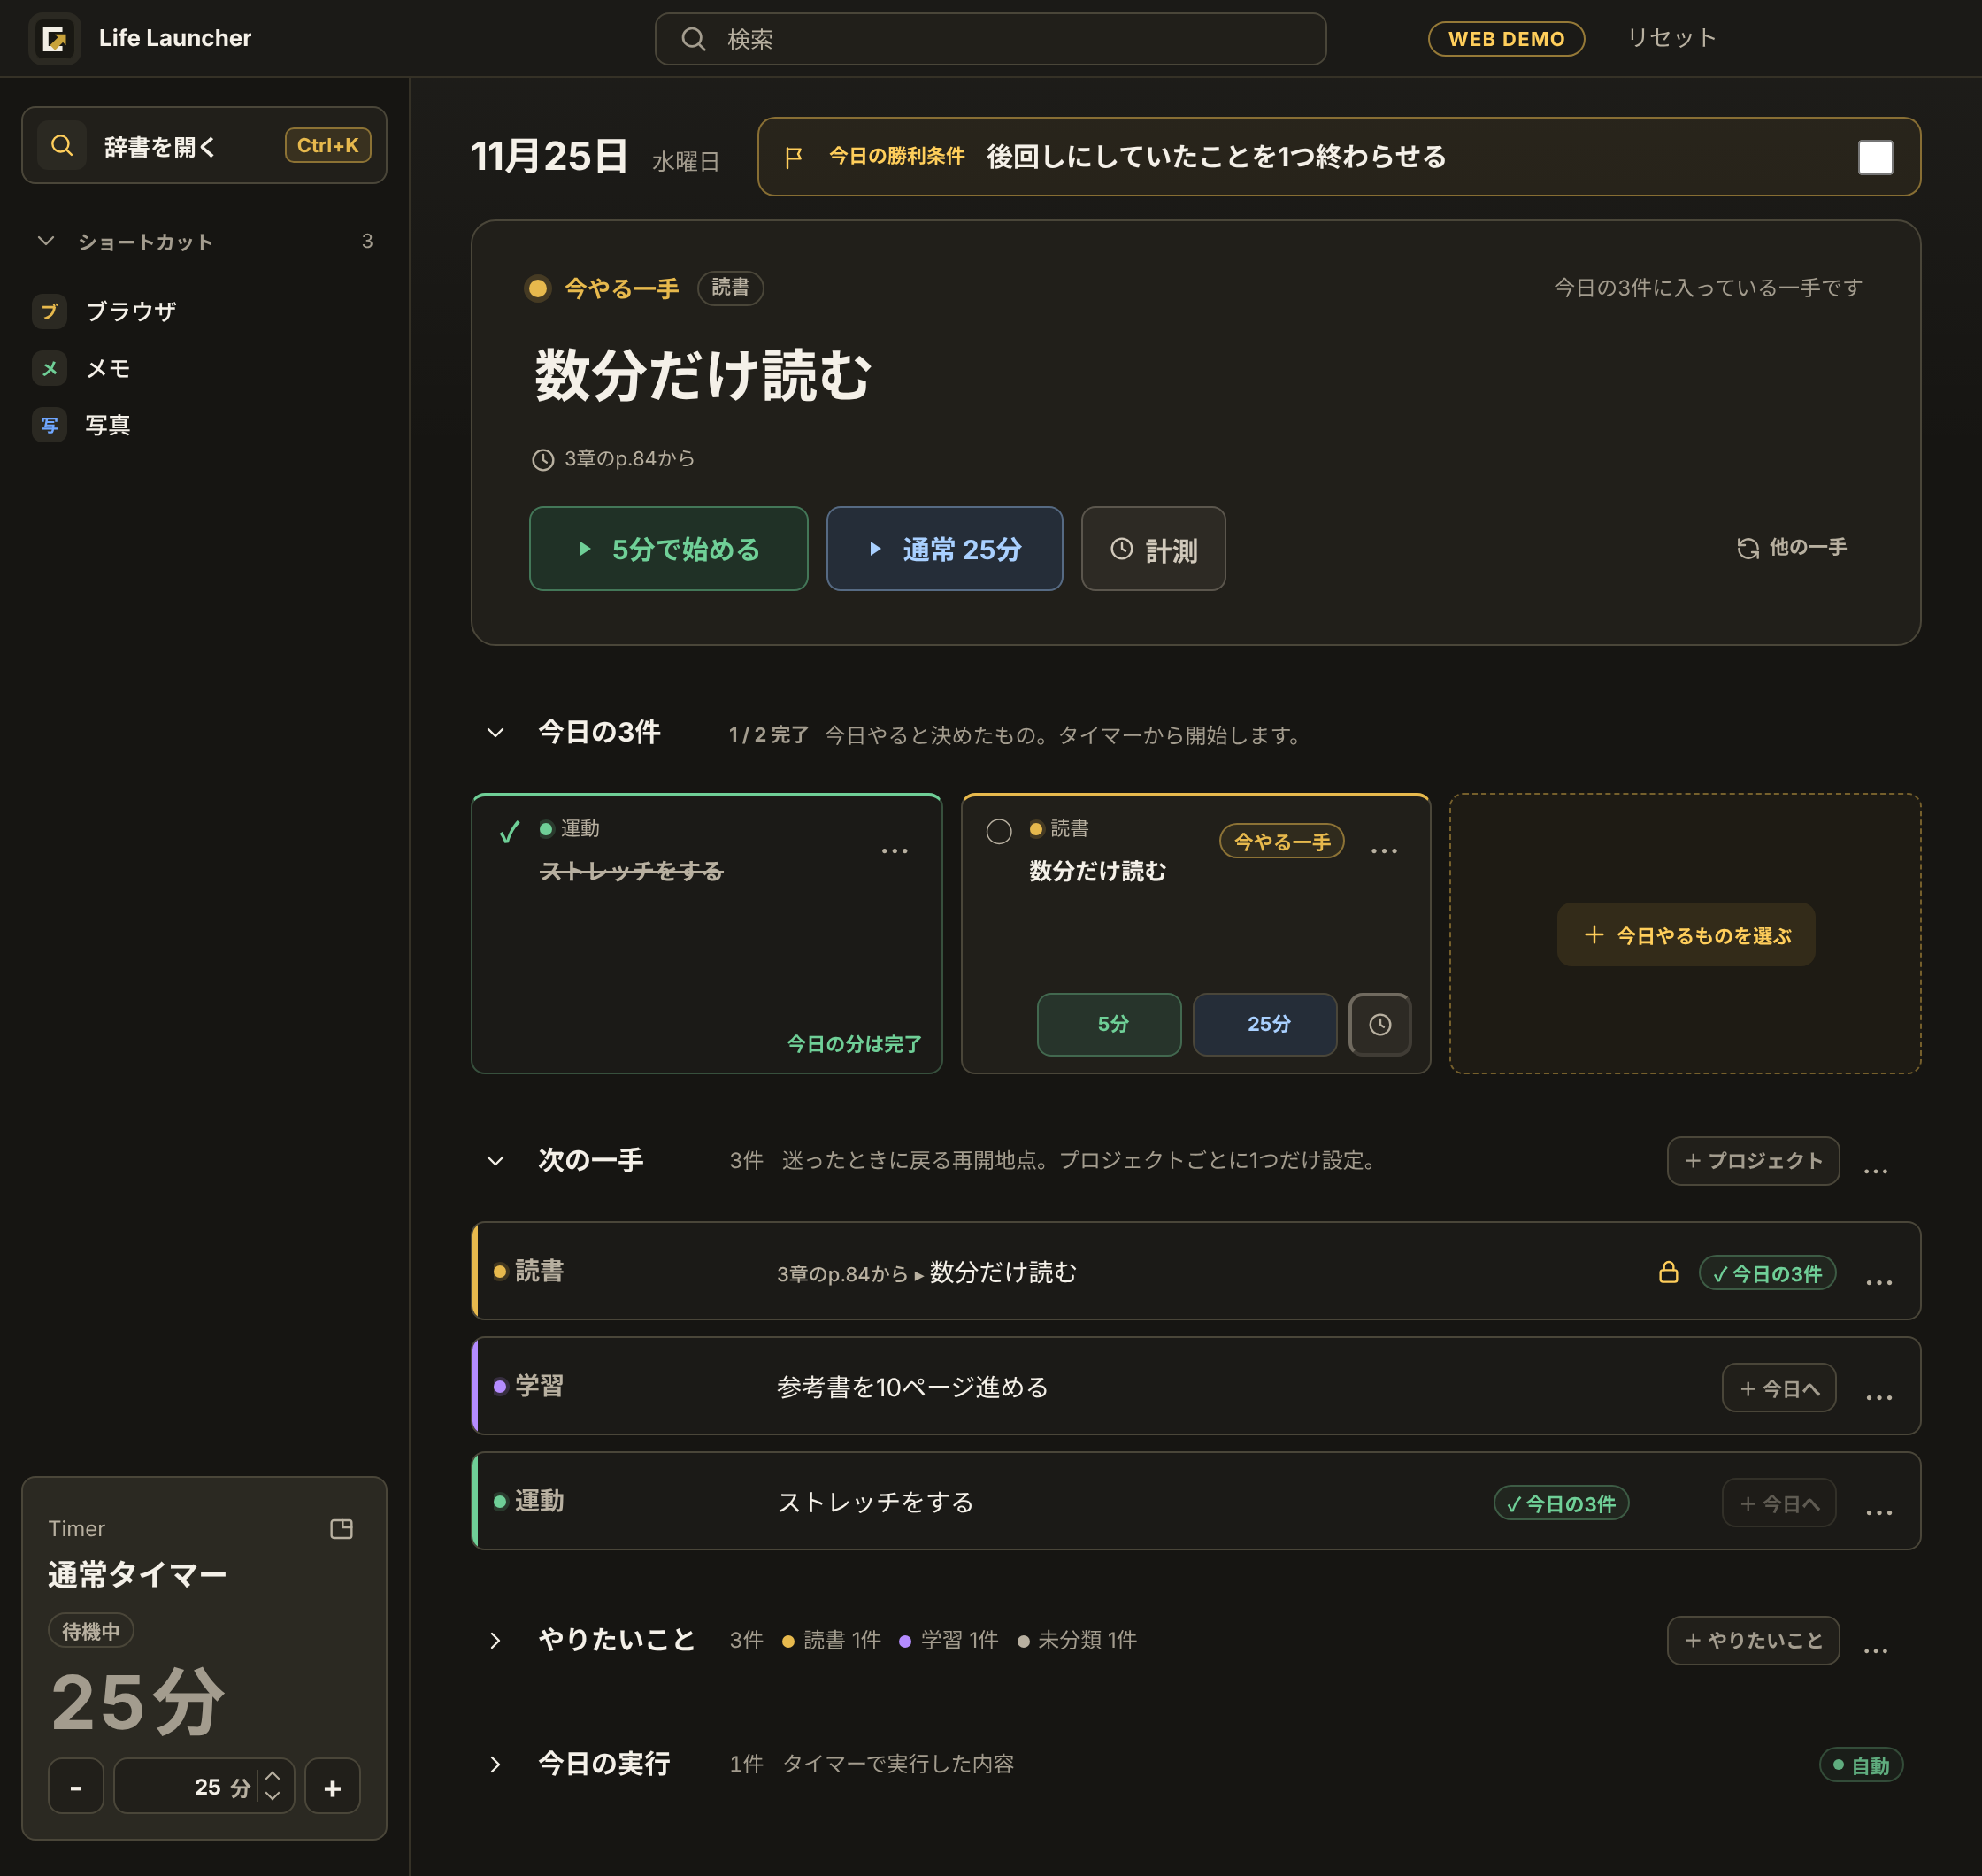 Life Launcher
検索
WEB DEMO
リセット
辞書を開く
Ctrl+K
ショートカット
3
ブ ブラウザ
メ メモ
写 写真
Timer
通常タイマー
待機中
25分
- 25 分 +
11月25日 水曜日
今日の勝利条件 後回しにしていたことを1つ終わらせる
今やる一手 読書
今日の3件に入っている一手です
数分だけ読む
3章のp.84から
5分で始める
通常 25分
計測
他の一手
今日の3件
1 / 2 完了 今日やると決めたもの。タイマーから開始します。
✓ 運動 …
ストレッチをする
今日の分は完了
読書 今やる一手 …
数分だけ読む
5分 25分
+ 今日やるものを選ぶ
次の一手
3件 迷ったときに戻る再開地点。プロジェクトごとに1つだけ設定。
+ プロジェクト …
読書 3章のp.84から ▸ 数分だけ読む ✓ 今日の3件 …
学習 参考書を10ページ進める + 今日へ …
運動 ストレッチをする ✓ 今日の3件 + 今日へ …
やりたいこと 3件 読書 1件 学習 1件 未分類 1件 + やりたいこと …
今日の実行 1件 タイマーで実行した内容 自動